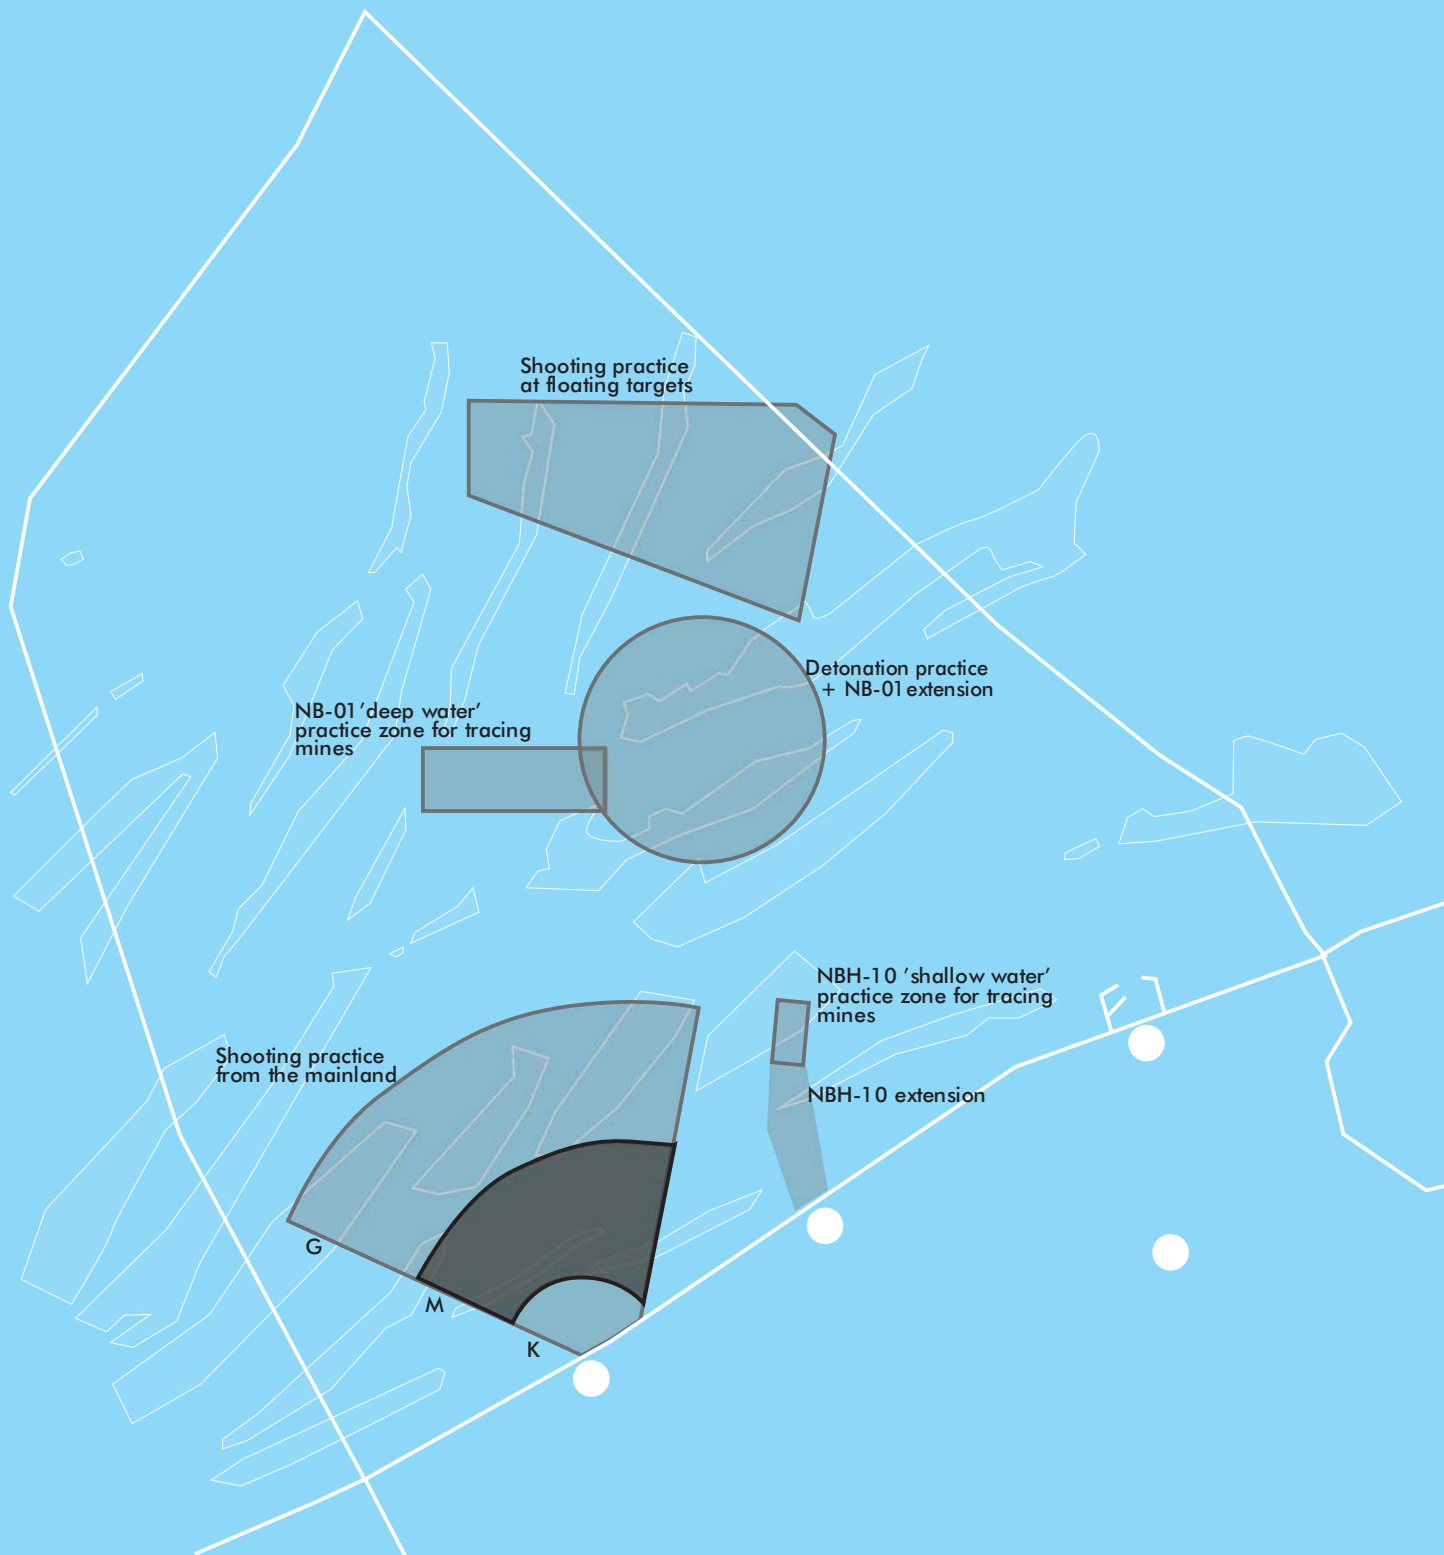 Shooting practice
at floating targets
Detonation practice
+ NB-01 extension
NB-01 ‘deep water’
practice zone for tracing
mines
NBH-10 ‘shallow water’
practice zone for tracing
mines
Shooting practice
from the mainland
NBH-10 extension
G
M
K